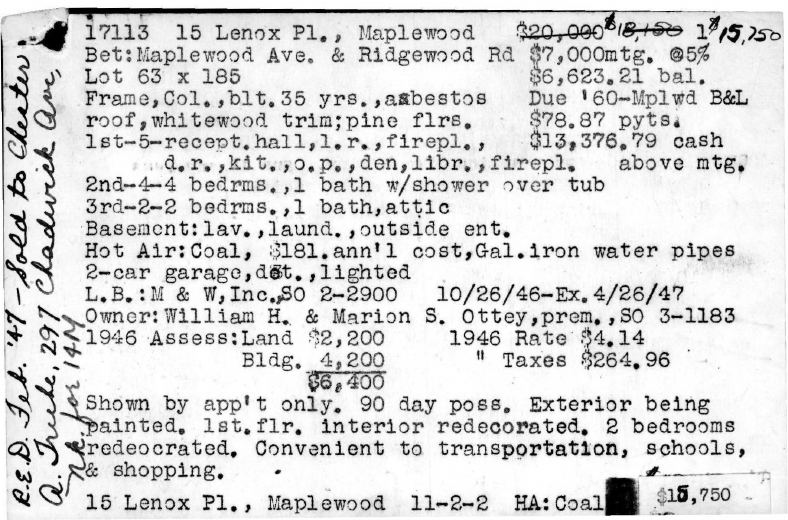 17113  15 Lenox Pl., Maplewood  $20,000 $18,150 1$15,750
Bet:Maplewood Ave. & Ridgewood Rd $7,000mtg. @5%
Lot 63 x 185  $6,623.21 bal.
Frame,Col.,blt.35 yrs.,asbestos  Due '60-Mplwd B&L
roof,whitewood trim;pine flrs.  $78.87 pyts.
1st-5-recept.hall,l.r.,firepl.,  $13,376.79 cash
d.r.,kit.,o.p.,den,libr.,firepl.  above mtg.
2nd-4-4 bedrms.,1 bath w/shower over tub
3rd-2-2 bedrms.,1 bath,attic
Basement:lav.,laund.,outside ent.
Hot Air:Coal, $181.ann'l cost,Gal.iron water pipes
2-car garage,det.,lighted
L.B.:M & W,Inc.,SO 2-2900  10/26/46-Ex.4/26/47
Owner:William H. & Marion S. Ottey,prem.,SO 3-1183
1946 Assess:Land $2,200  1946 Rate $4.14
Bldg. 4,200  " Taxes $264.96
$6,400
Shown by app't only. 90 day poss. Exterior being
painted. 1st.flr. interior redecorated. 2 bedrooms
redeocrated. Convenient to transportation, schools,
& shopping.
15 Lenox Pl., Maplewood  11-2-2  HA:Coal  $15,750
R.E.D. Feb. '47 - Sold to Chester
A. Trude, 297 Chadwick Ave,
Nk. for 14M